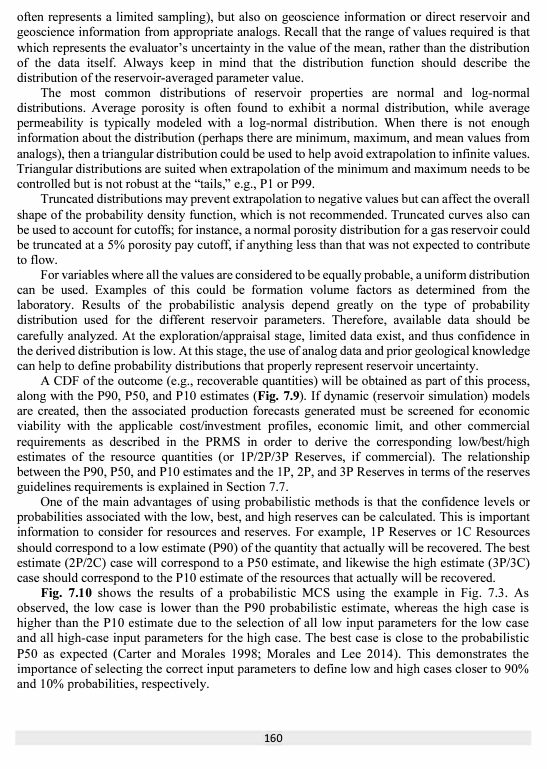 often represents a limited sampling), but also on geoscience information or direct reservoir and
geoscience information from appropriate analogs. Recall that the range of values required is that
which represents the evaluator's uncertainty in the value of the mean, rather than the distribution
of the data itself. Always keep in mind that the distribution function should describe the
distribution of the reservoir-averaged parameter value.
The most common distributions of reservoir properties are normal and log-normal
distributions. Average porosity is often found to exhibit a normal distribution, while average
permeability is typically modeled with a log-normal distribution. When there is not enough
information about the distribution (perhaps there are minimum, maximum, and mean values from
analogs), then a triangular distribution could be used to help avoid extrapolation to infinite values.
Triangular distributions are suited when extrapolation of the minimum and maximum needs to be
controlled but is not robust at the “tails,” e.g., P1 or P99.
Truncated distributions may prevent extrapolation to negative values but can affect the overall
shape of the probability density function, which is not recommended. Truncated curves also can
be used to account for cutoffs; for instance, a normal porosity distribution for a gas reservoir could
be truncated at a 5% porosity pay cutoff, if anything less than that was not expected to contribute
to flow.
For variables where all the values are considered to be equally probable, a uniform distribution
can be used. Examples of this could be formation volume factors as determined from the
laboratory. Results of the probabilistic analysis depend greatly on the type of probability
distribution used for the different reservoir parameters. Therefore, available data should be
carefully analyzed. At the exploration/appraisal stage, limited data exist, and thus confidence in
the derived distribution is low. At this stage, the use of analog data and prior geological knowledge
can help to define probability distributions that properly represent reservoir uncertainty.
A CDF of the outcome (e.g., recoverable quantities) will be obtained as part of this process,
along with the P90, P50, and P10 estimates (Fig. 7.9). If dynamic (reservoir simulation) models
are created, then the associated production forecasts generated must be screened for economic
viability with the applicable cost/investment profiles, economic limit, and other commercial
requirements as described in the PRMS in order to derive the corresponding low/best/high
estimates of the resource quantities (or 1P/2P/3P Reserves, if commercial). The relationship
between the P90, P50, and P10 estimates and the 1P, 2P, and 3P Reserves in terms of the reserves
guidelines requirements is explained in Section 7.7.
One of the main advantages of using probabilistic methods is that the confidence levels or
probabilities associated with the low, best, and high reserves can be calculated. This is important
information to consider for resources and reserves. For example, 1P Reserves or 1C Resources
should correspond to a low estimate (P90) of the quantity that actually will be recovered. The best
estimate (2P/2C) case will correspond to a P50 estimate, and likewise the high estimate (3P/3C)
case should correspond to the P10 estimate of the resources that actually will be recovered.
Fig. 7.10 shows the results of a probabilistic MCS using the example in Fig. 7.3. As
observed, the low case is lower than the P90 probabilistic estimate, whereas the high case is
higher than the P10 estimate due to the selection of all low input parameters for the low case
and all high-case input parameters for the high case. The best case is close to the probabilistic
P50 as expected (Carter and Morales 1998; Morales and Lee 2014). This demonstrates the
importance of selecting the correct input parameters to define low and high cases closer to 90%
and 10% probabilities, respectively.
160